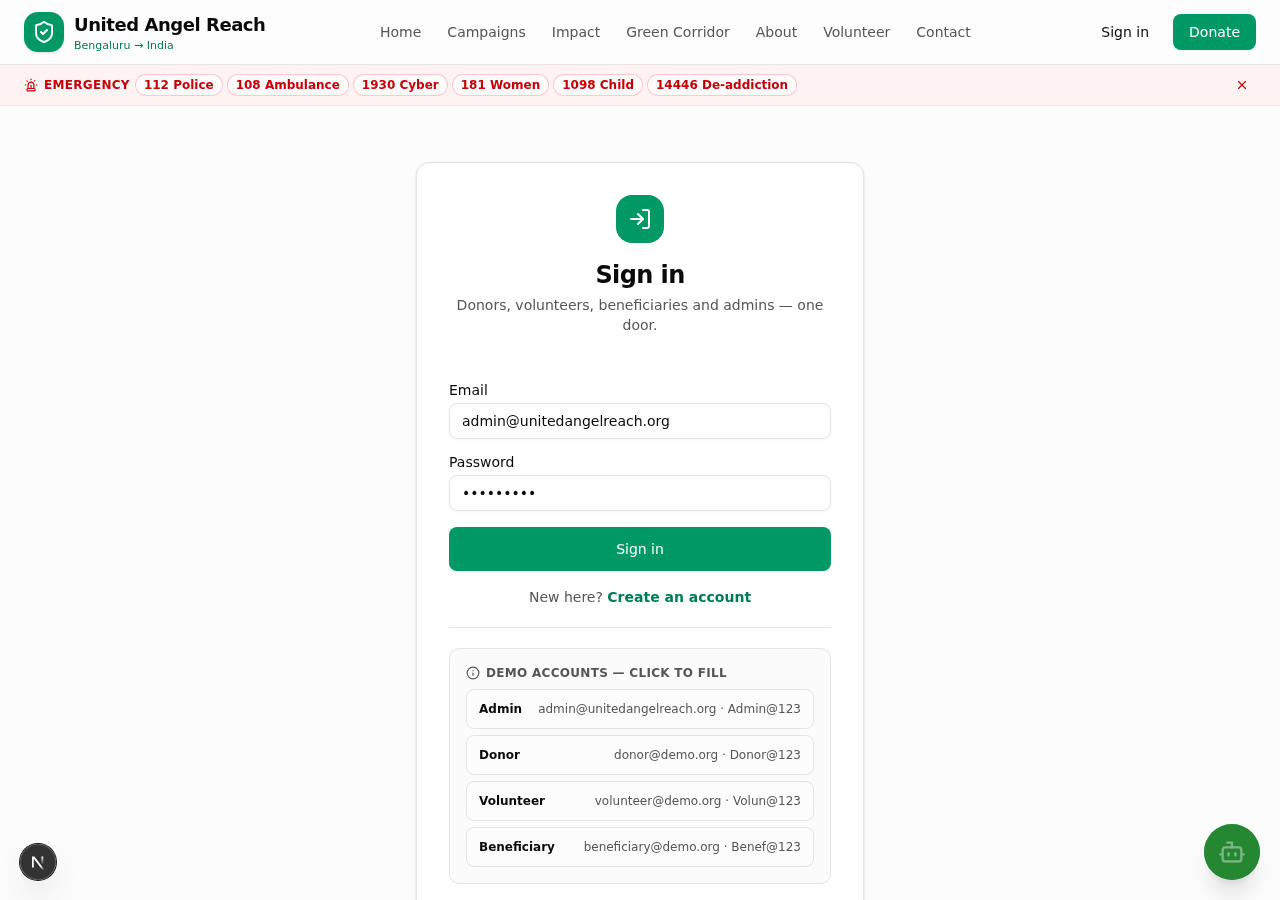 United Angel Reach
Bengaluru → India
Home Campaigns Impact Green Corridor About Volunteer Contact
Sign in Donate
EMERGENCY 112 Police 108 Ambulance 1930 Cyber 181 Women 1098 Child 14446 De-addiction
Sign in
Donors, volunteers, beneficiaries and admins — one
door.
Email
admin@unitedangelreach.org
Password
•••••••••
Sign in
New here? Create an account
DEMO ACCOUNTS — CLICK TO FILL
Admin admin@unitedangelreach.org · Admin@123
Donor donor@demo.org · Donor@123
Volunteer volunteer@demo.org · Volun@123
Beneficiary beneficiary@demo.org · Benef@123
N